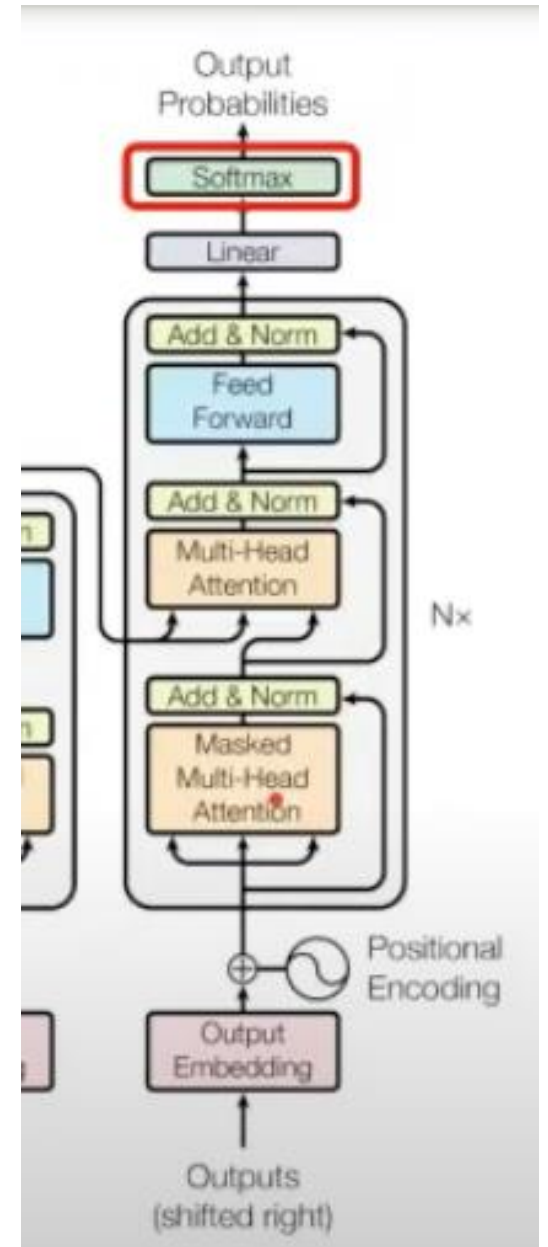 Output
Probabilities
Softmax
Linear
Add & Norm
Feed
Forward
Add & Norm
Multi-Head
Attention
Nx
Add & Norm
Masked
Multi-Head
Attention
Positional
Encoding
Output
Embedding
Outputs
(shifted right)